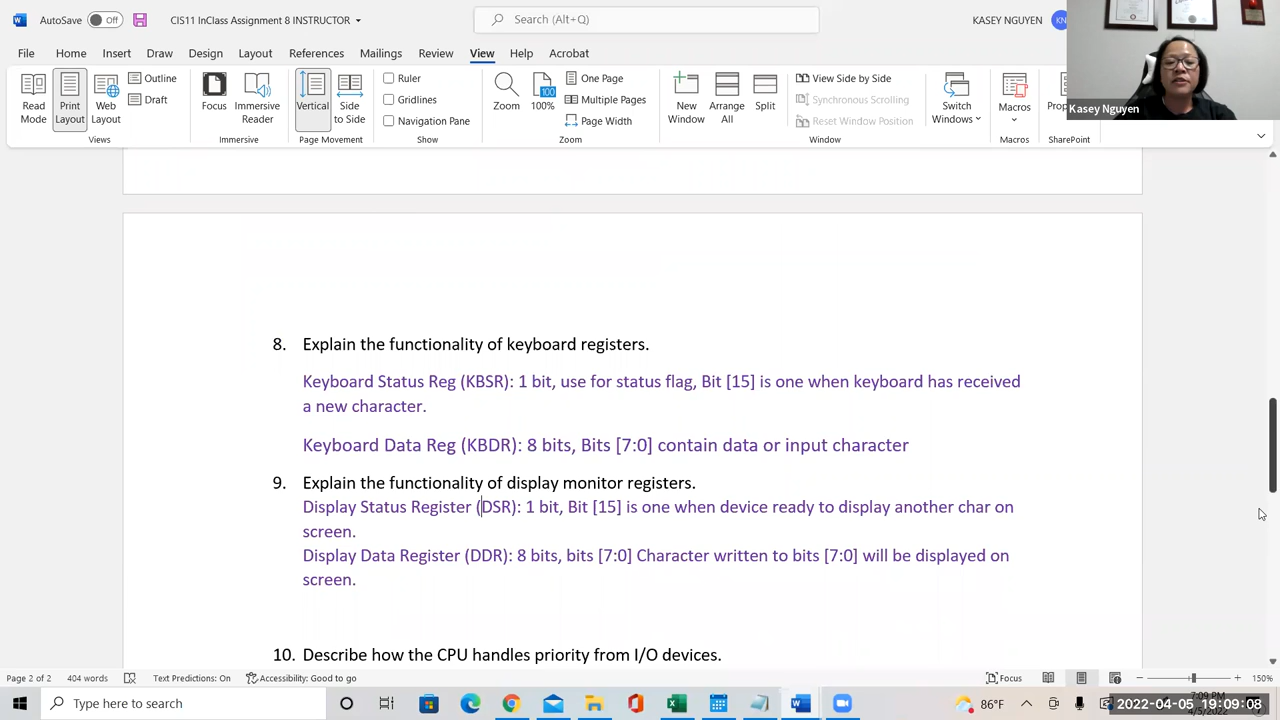 AutoSave Off CIS11 InClass Assignment 8 INSTRUCTOR Search (Alt+Q) KASEY NGUYEN
File Home Insert Draw Design Layout References Mailings Review View Help Acrobat
Read Mode Print Layout Web Layout Outline Draft Views
Focus Immersive Reader Immersive
Vertical Side to Side Page Movement
Ruler Gridlines Navigation Pane Show
Zoom 100% One Page Multiple Pages Page Width Zoom
New Window Arrange All Split View Side by Side Synchronous Scrolling Reset Window Position Switch Windows Window
Macros Macros
SharePoint
Kasey Nguyen
8. Explain the functionality of keyboard registers.
Keyboard Status Reg (KBSR): 1 bit, use for status flag, Bit [15] is one when keyboard has received
a new character.
Keyboard Data Reg (KBDR): 8 bits, Bits [7:0] contain data or input character
9. Explain the functionality of display monitor registers.
Display Status Register (DSR): 1 bit, Bit [15] is one when device ready to display another char on
screen.
Display Data Register (DDR): 8 bits, bits [7:0] Character written to bits [7:0] will be displayed on
screen.
10. Describe how the CPU handles priority from I/O devices.
Page 2 of 2 404 words Text Predictions: On Accessibility: Good to go Focus 150%
Type here to search 86°F 2022-04-05 19:09:08